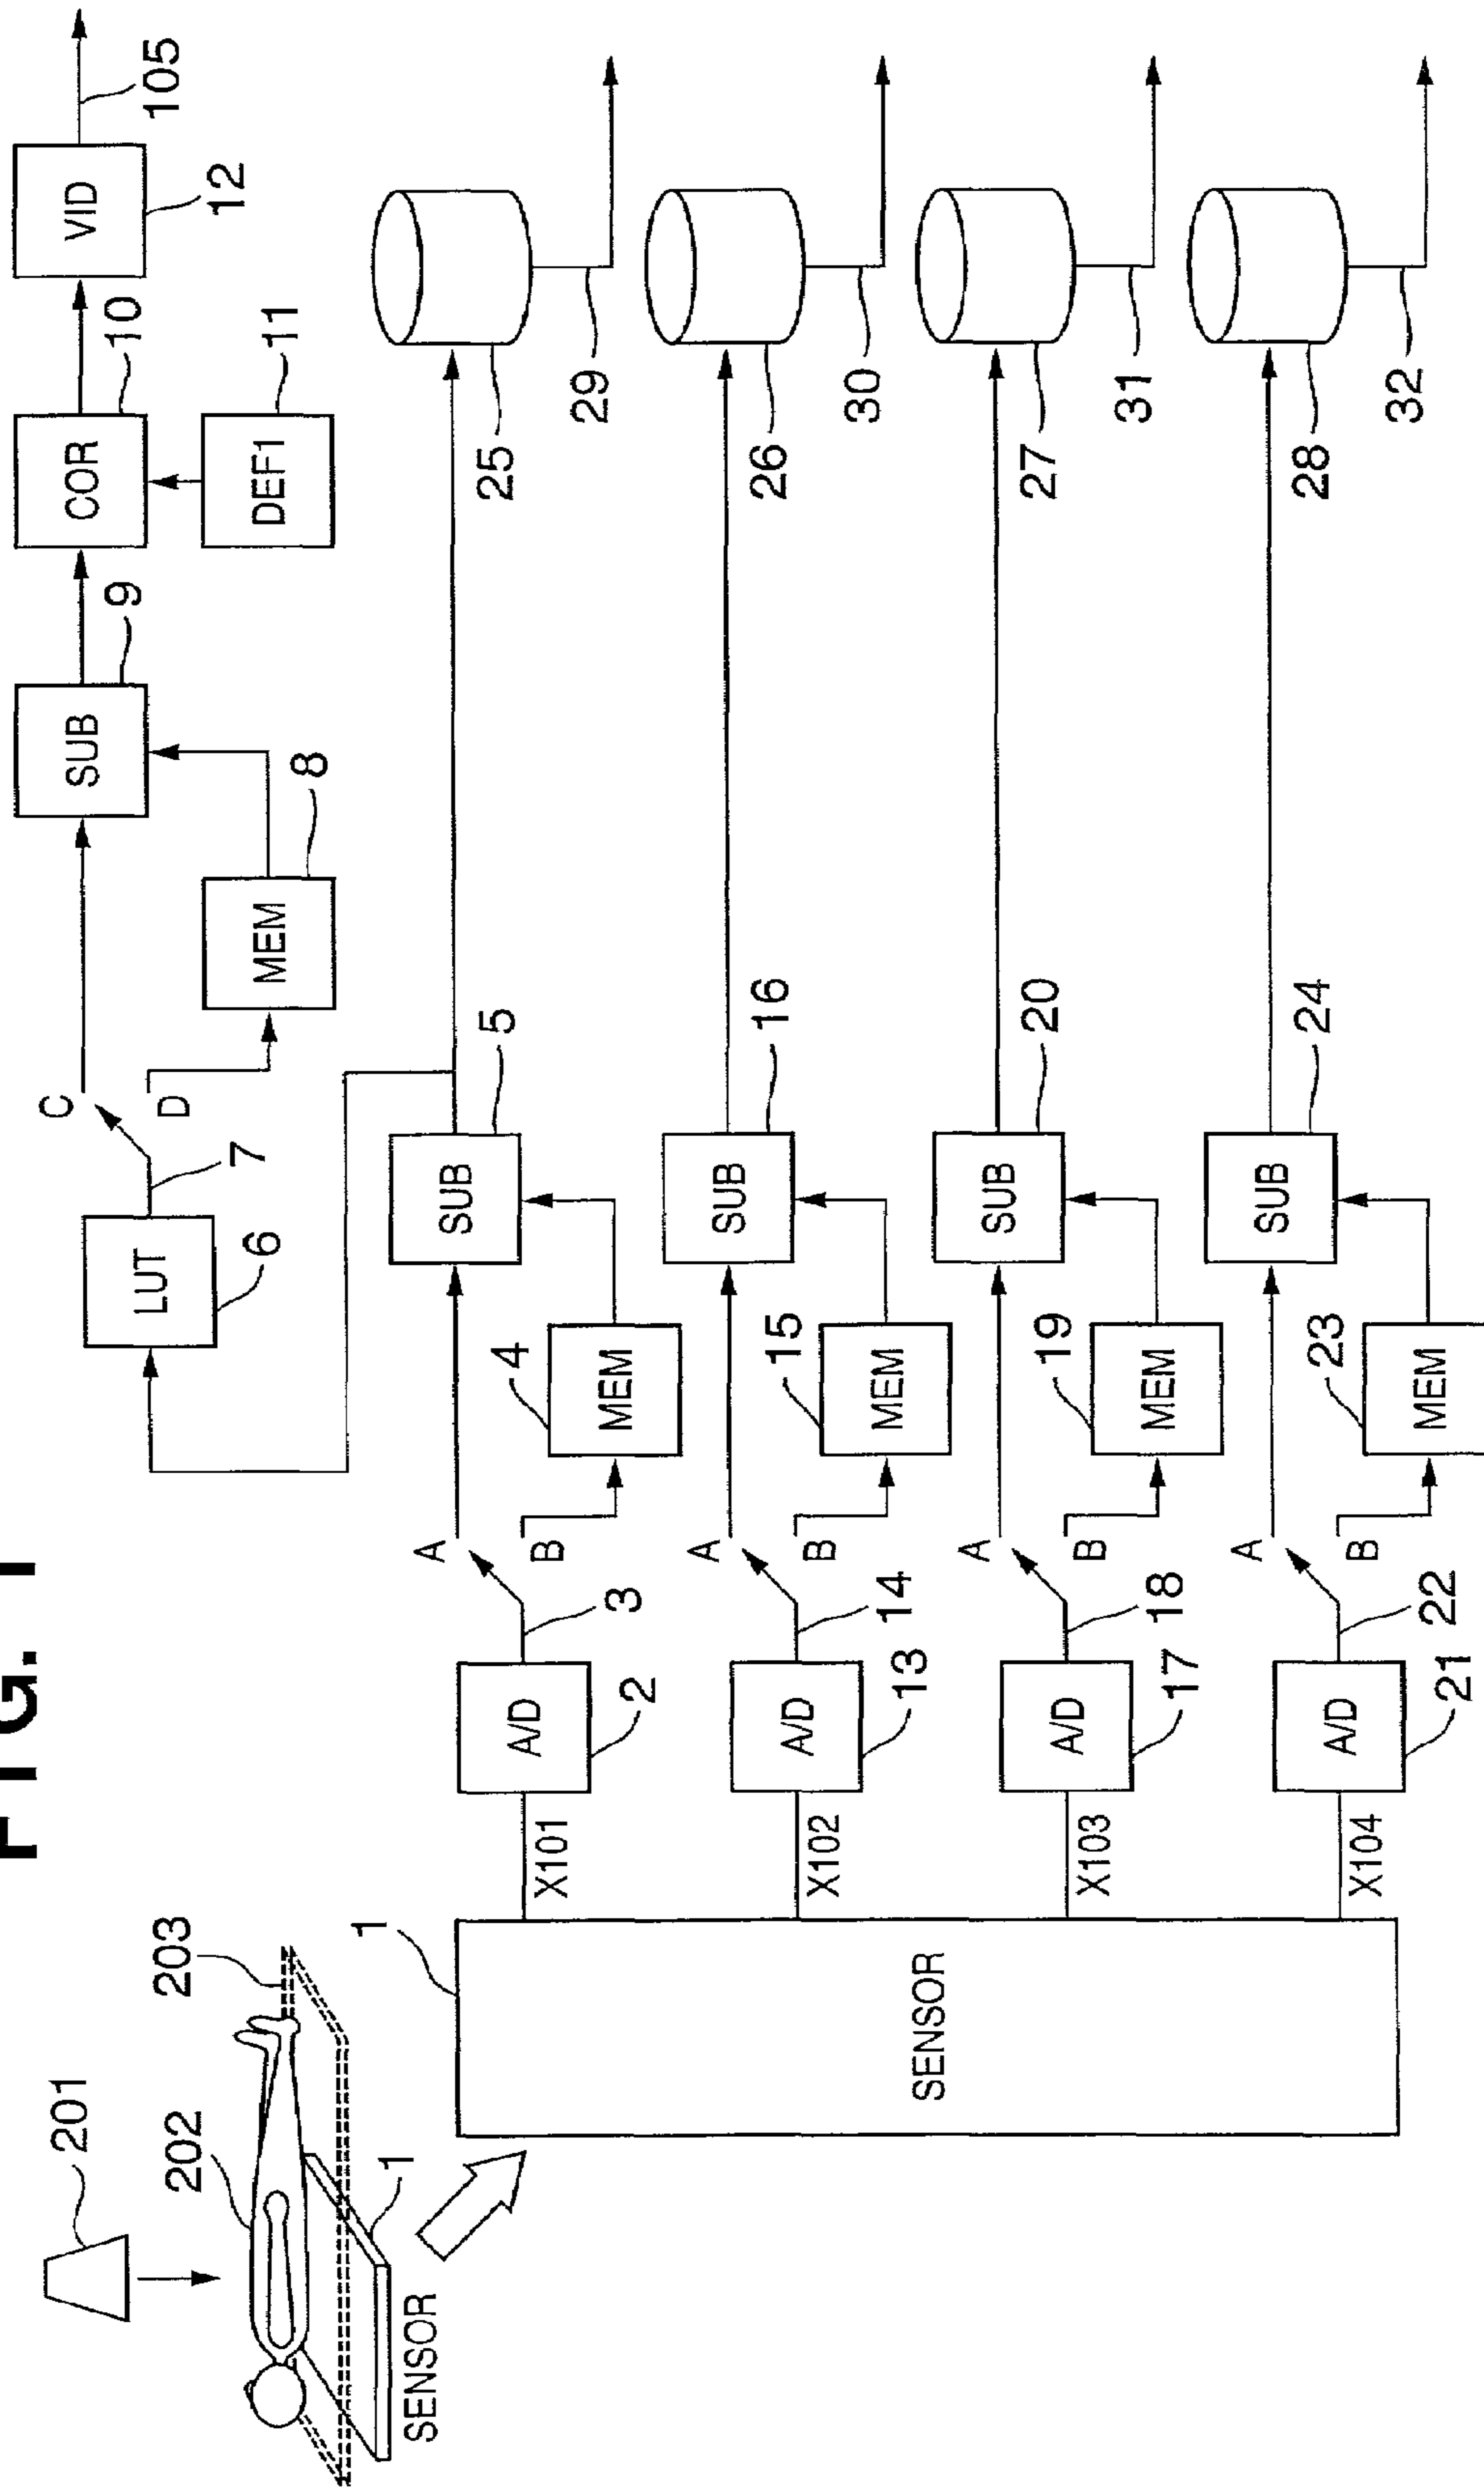 FIG. 1
201
202
203
1
SENSOR
1
SENSOR
X101
X102
X103
X104
A/D
2
3
A
B
MEM
4
SUB
5
LUT
6
7
C
D
MEM
8
SUB
9
COR
10
DEF1
11
VID
12
105
25
29
A/D
13
14
A
B
MEM
15
SUB
16
26
30
A/D
17
18
A
B
MEM
19
SUB
20
27
31
A/D
21
22
A
B
MEM
23
SUB
24
28
32